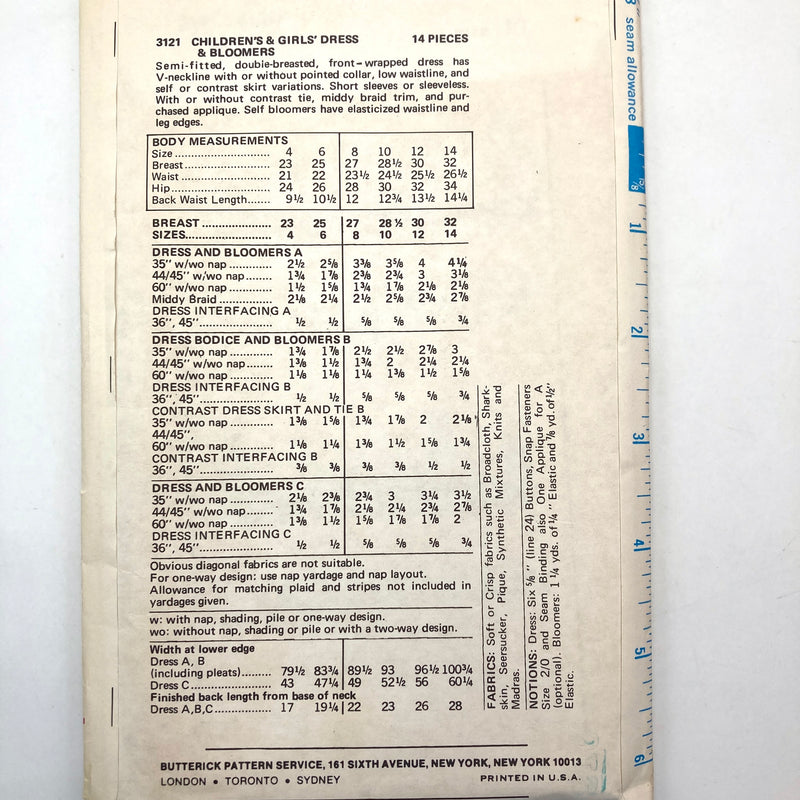 3121 CHILDREN'S & GIRLS' DRESS 14 PIECES
& BLOOMERS
Semi-fitted, double-breasted, front-wrapped dress has
V-neckline with or without pointed collar, low waistline, and
self or contrast skirt variations. Short sleeves or sleeveless.
With or without contrast tie, middy braid trim, and pur-
chased applique. Self bloomers have elasticized waistline and
leg edges.
BODY MEASUREMENTS
Size 4 6 8 10 12 14
Breast 23 25 27 28½ 30 32
Waist 21 22 23½ 24½ 25½ 26½
Hip 24 26 28 30 32 34
Back Waist Length 9½ 10½ 12 12¾ 13½ 14¼
BREAST 23 25 27 28 ½ 30 32
SIZES 4 6 8 10 12 14
DRESS AND BLOOMERS A
35" w/wo nap 2½ 2⅝ 3⅜ 3⅝ 4 4¼
44/45" w/wo nap 1¾ 1⅞ 2⅜ 2¾ 3 3⅛
60" w/wo nap 1½ 1⅝ 1¾ 1⅞ 2⅛ 2⅛
Middy Braid 2⅛ 2¼ 2½ 2⅝ 2¾ 2⅞
DRESS INTERFACING A
36", 45" ½ ½ ⅝ ⅝ ⅝ ¾
DRESS BODICE AND BLOOMERS B
35" w/wo nap 1¾ 1⅞ 2½ 2½ 2⅞ 3
44/45" w/wo nap 1⅜ 1½ 1¾ 2 2¼ 2¼
60" w/wo nap 1⅛ 1⅛ 1¼ 1⅜ 1½ 1⅝
DRESS INTERFACING B
36", 45" ½ ½ ⅝ ⅝ ⅝ ¾
CONTRAST DRESS SKIRT AND TIE B
35" w/wo nap 1⅜ 1⅝ 1¾ 1⅞ 2 2⅛
44/45",
60" w/wo nap 1⅛ 1¼ 1⅜ 1½ 1⅝ 1¾
CONTRAST INTERFACING B
36", 45" ⅜ ⅜ ⅜ ⅜ ½ ½
DRESS AND BLOOMERS C
35" w/wo nap 2⅛ 2⅜ 2¾ 3 3¼ 3½
44/45" w/wo nap 1¾ 1⅞ 2⅛ 2¼ 2¾ 2⅞
60" w/wo nap 1⅜ 1½ 1⅝ 1⅞ 1⅞ 2
DRESS INTERFACING C
36", 45" ½ ½ ⅝ ⅝ ⅝ ¾
Obvious diagonal fabrics are not suitable.
For one-way design: use nap yardage and nap layout.
Allowance for matching plaid and stripes not included in
yardages given.
w: with nap, shading, pile or one-way design.
wo: without nap, shading or pile or with a two-way design.
Width at lower edge
Dress A, B
(including pleats) 79½ 83¾ 89½ 93 96½ 100¾
Dress C 43 47¼ 49 52½ 56 60¼
Finished back length from base of neck
Dress A,B,C 17 19¼ 22 23 26 28
FABRICS: Soft or Crisp fabrics such as Broadcloth, Shark-
skin, Seersucker, Pique, Synthetic Mixtures, Knits and
Madras.
NOTIONS: Dress: Six ⅝" (line 24) Buttons, Snap Fasteners
Size 2/0 and Seam Binding also One Applique for A
(optional). Bloomers: 1 ¼ yds. of ¼" Elastic and ⅞ yd. of ½"
Elastic.
BUTTERICK PATTERN SERVICE, 161 SIXTH AVENUE, NEW YORK, NEW YORK 10013
LONDON • TORONTO • SYDNEY PRINTED IN U.S.A.
seam allowance
1
2
3
4
5
6